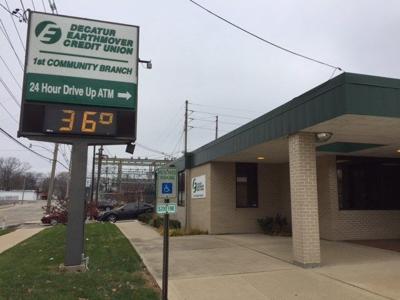 DECATUR
EARTHMOVER
CREDIT UNION
1st COMMUNITY BRANCH
24 Hour Drive Up ATM
36°